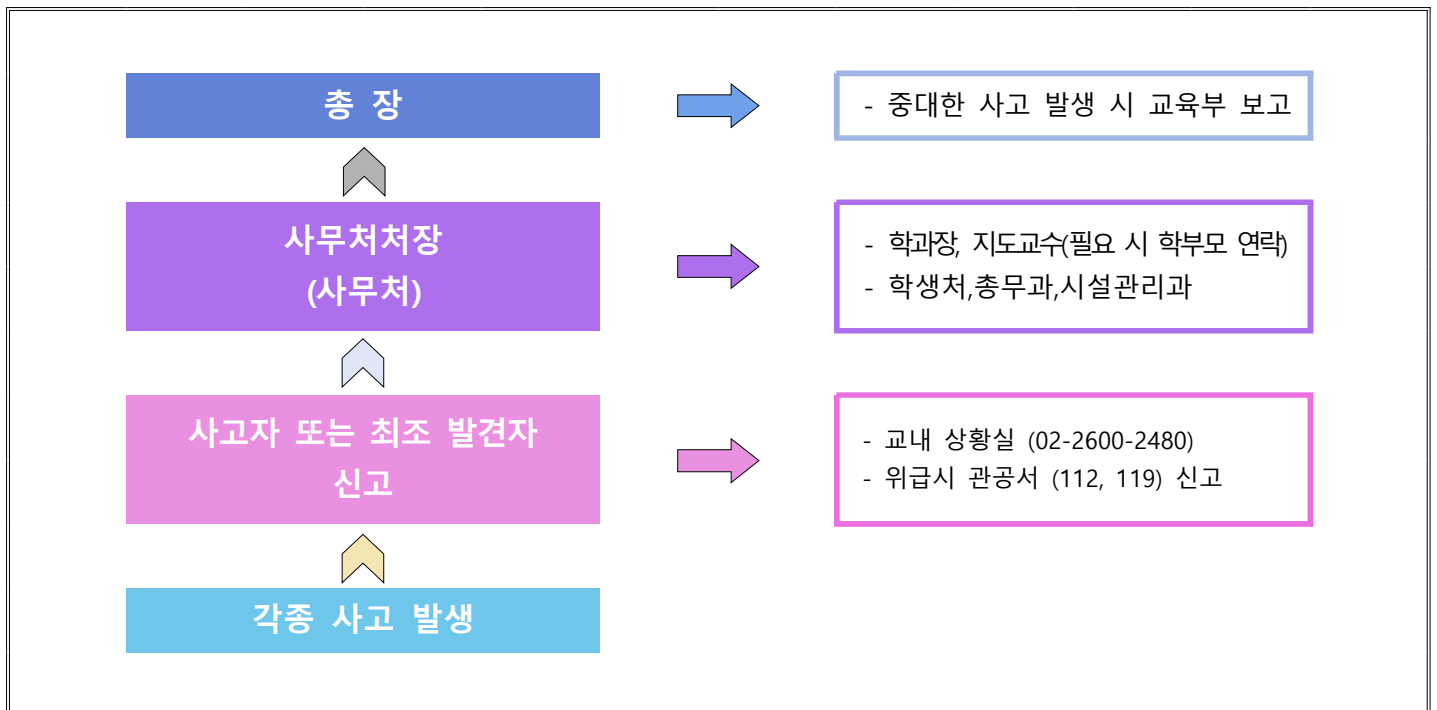 총 장
- 중대한 사고 발생 시 교육부 보고
사무처처장
(사무처)
- 학과장, 지도교수(필요 시 학부모 연락)
- 학생처,총무과,시설관리과
사고자 또는 최초 발견자
신고
- 교내 상황실 (02-2600-2480)
- 위급시 관공서 (112, 119) 신고
각종 사고 발생